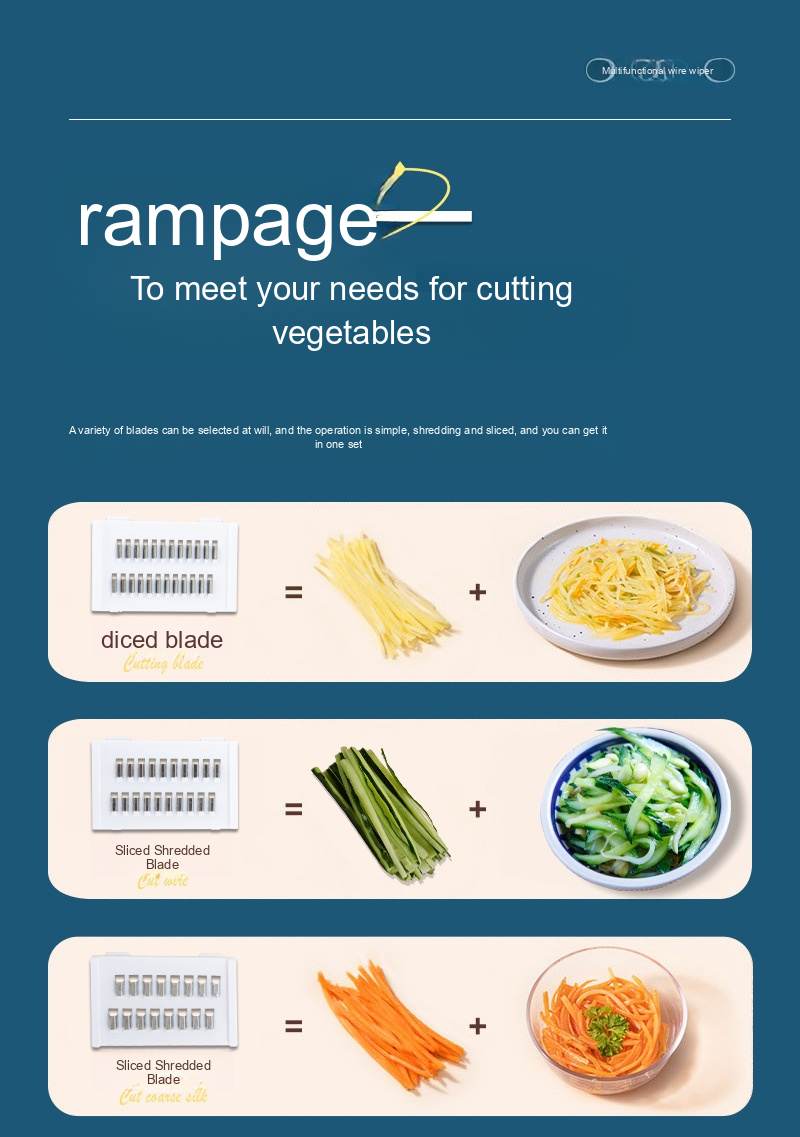 Multifunctional wire wiper
rampage
To meet your needs for cutting
vegetables
A variety of blades can be selected at will, and the operation is simple, shredding and sliced, and you can get it
in one set
=
+
diced blade
Cutting blade
=
+
Sliced Shredded
Blade
Cut wire
=
+
Sliced Shredded
Blade
Cut coarse silk